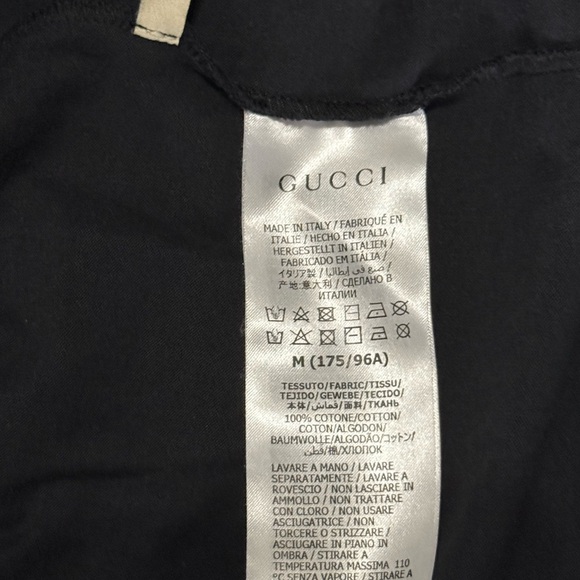 GUCCI
MADE IN ITALY / FABRIQUÉ EN
ITALIE / HECHO EN ITALIA /
HERGESTELLT IN ITALIEN /
FABRICADO EM ITÁLIA /
イタリア製 / صنع في إيطاليا /
产地:意大利 / СДЕЛАНО В
ИТАЛИИ
M (175/96A)
TESSUTO/FABRIC/TISSU/
TEJIDO/GEWEBE/TECIDO/
本体/قماش/面料/ТКАНЬ
100% COTONE/COTTON/
COTON/ALGODON/
BAUMWOLLE/ALGODÃO/コットン/
قطن/棉/ХЛОПОК
LAVARE A MANO / LAVARE
SEPARATAMENTE / LAVARE A
ROVESCIO / NON LASCIARE IN
AMMOLLO / NON TRATTARE
CON CLORO / NON USARE
ASCIUGATRICE / NON
TORCERE O STRIZZARE /
ASCIUGARE IN PIANO IN
OMBRA / STIRARE A
TEMPERATURA MASSIMA 110
°C SENZA VAPORE / STIRARE A